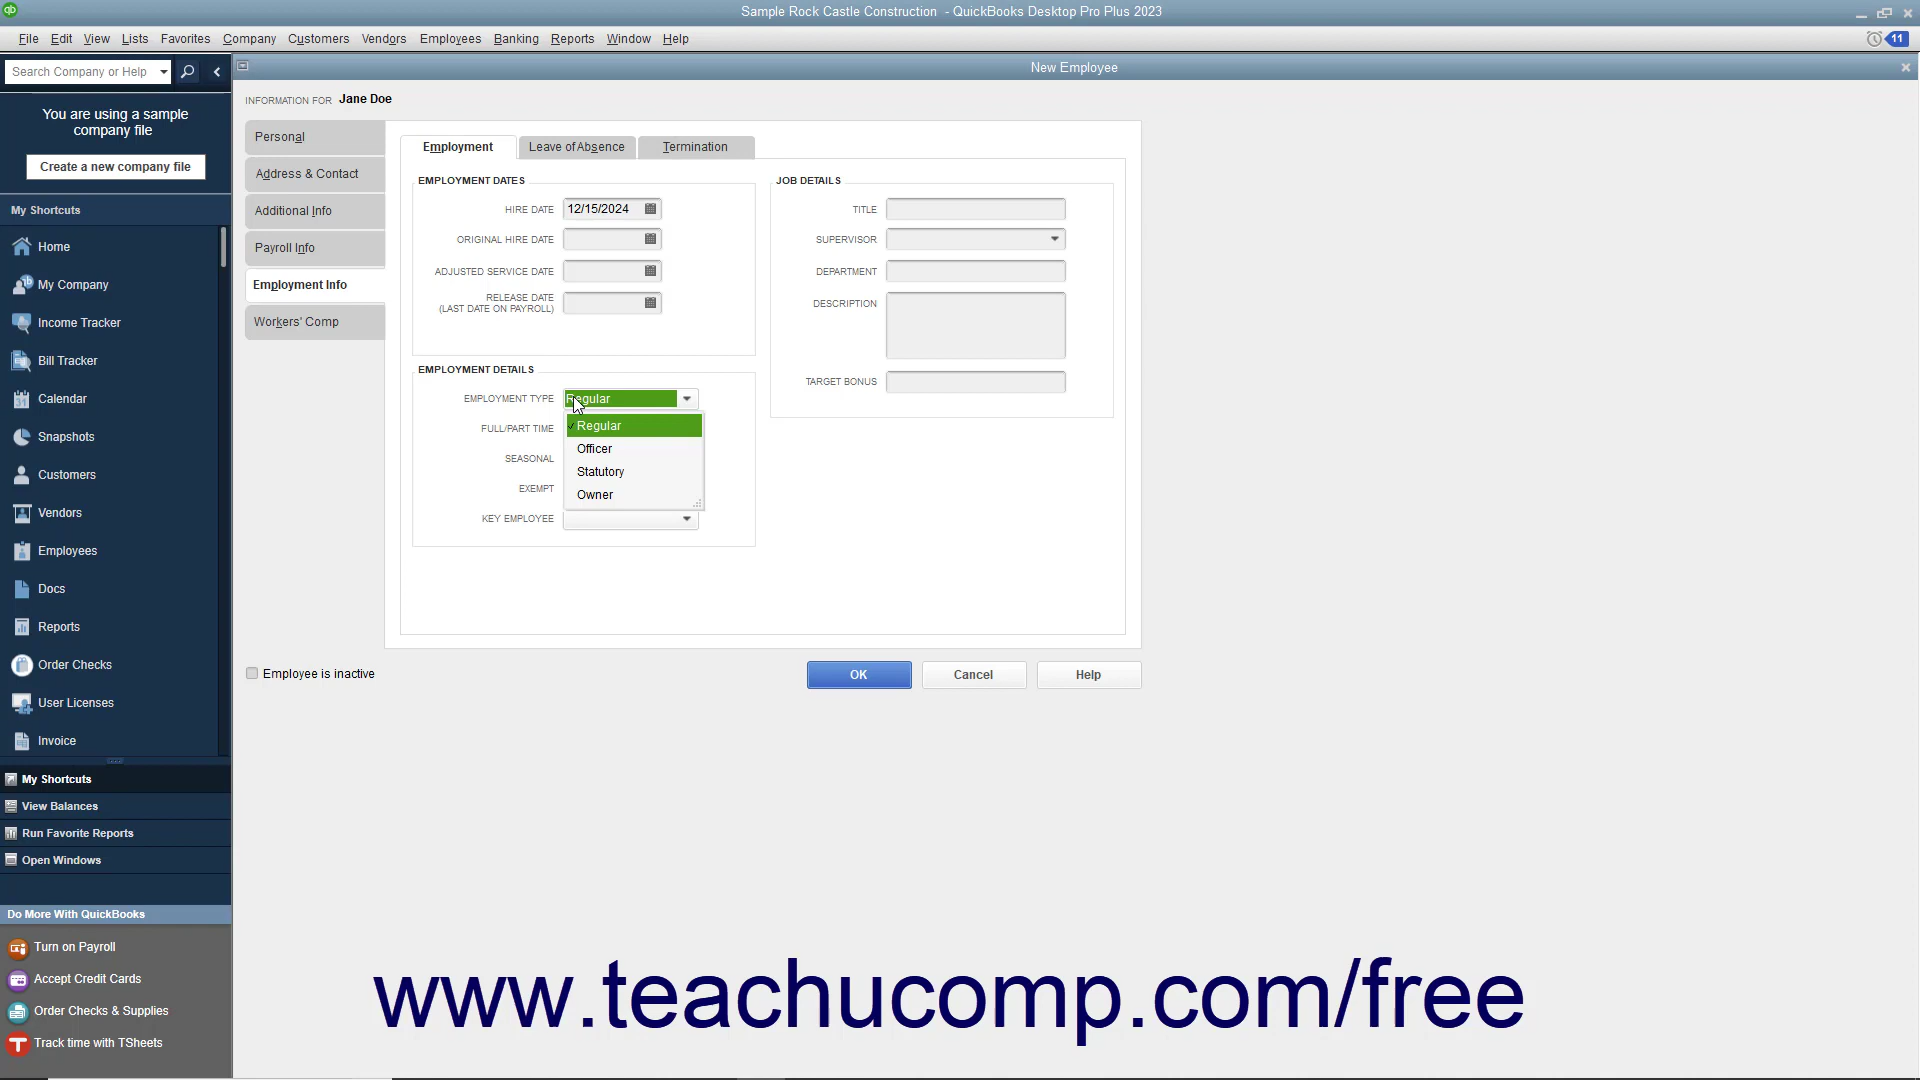 Sample Rock Castle Construction - QuickBooks Desktop Pro Plus 2023
File Edit View Lists Favorites Company Customers Vendors Employees Banking Reports Window Help
11
Search Company or Help
New Employee
You are using a sample
company file
Create a new company file
My Shortcuts
Home
My Company
Income Tracker
Bill Tracker
Calendar
Snapshots
Customers
Vendors
Employees
Docs
Reports
Order Checks
User Licenses
Invoice
My Shortcuts
View Balances
Run Favorite Reports
Open Windows
Do More With QuickBooks
Turn on Payroll
Accept Credit Cards
Order Checks & Supplies
Track time with TSheets
INFORMATION FOR Jane Doe
Personal
Address & Contact
Additional Info
Payroll Info
Employment Info
Workers' Comp
Employment Leave of Absence Termination
EMPLOYMENT DATES
HIRE DATE 12/15/2024
ORIGINAL HIRE DATE
ADJUSTED SERVICE DATE
RELEASE DATE
(LAST DATE ON PAYROLL)
EMPLOYMENT DETAILS
EMPLOYMENT TYPE Regular
FULL/PART TIME
SEASONAL
EXEMPT
KEY EMPLOYEE
Regular
Officer
Statutory
Owner
JOB DETAILS
TITLE
SUPERVISOR
DEPARTMENT
DESCRIPTION
TARGET BONUS
Employee is inactive
OK Cancel Help
www.teachucomp.com/free